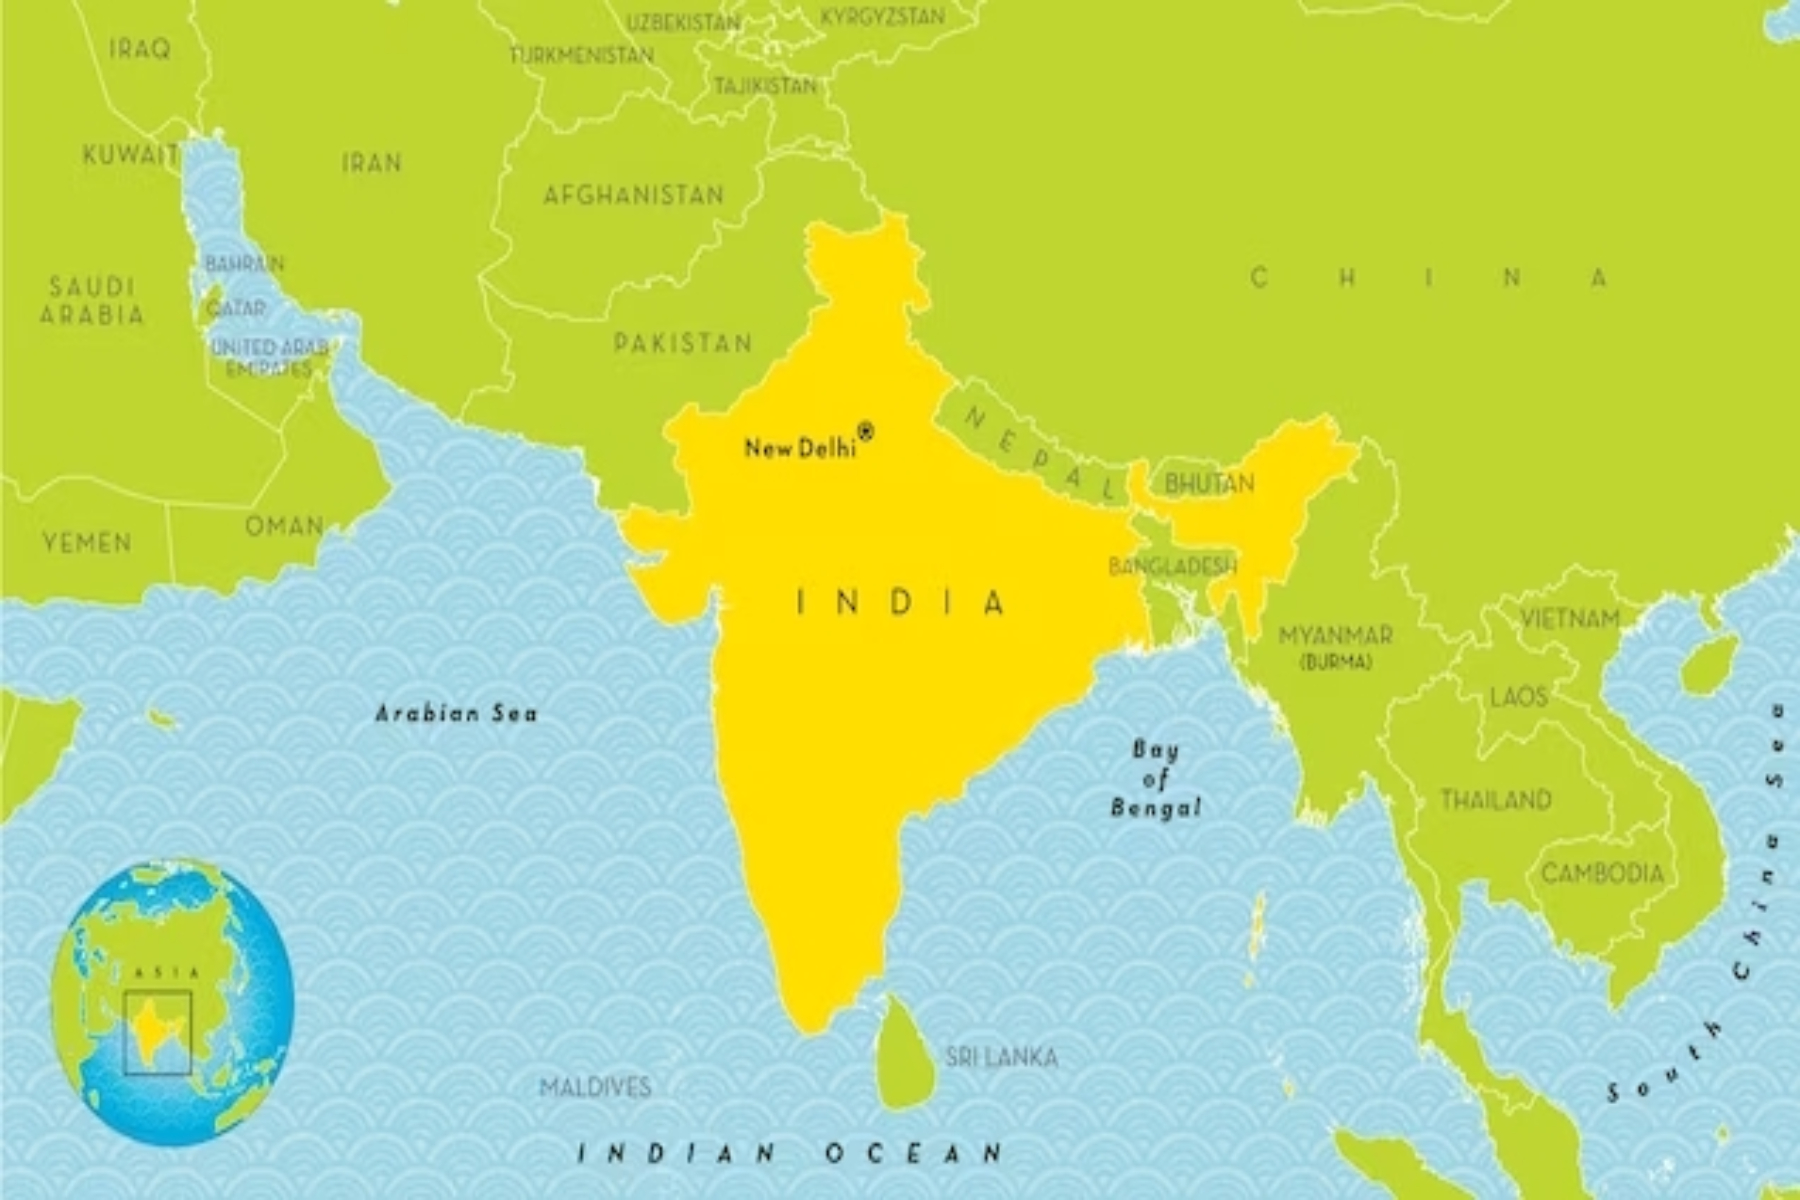 UZBEKISTAN
KYRGYZSTAN
IRAQ
TURKMENISTAN
TAJIKISTAN
KUWAIT
IRAN
AFGHANISTAN
BAHRAIN
CHINA
SAUDI
ARABIA
QATAR
UNITED ARAB
EMIRATES
PAKISTAN
New Delhi
NEPAL
BHUTAN
YEMEN
OMAN
BANGLADESH
INDIA
MYANMAR
(BURMA)
VIETNAM
LAOS
Arabian Sea
Bay
of
Bengal
THAILAND
CAMBODIA
South China Sea
ASIA
SRI LANKA
MALDIVES
INDIAN OCEAN